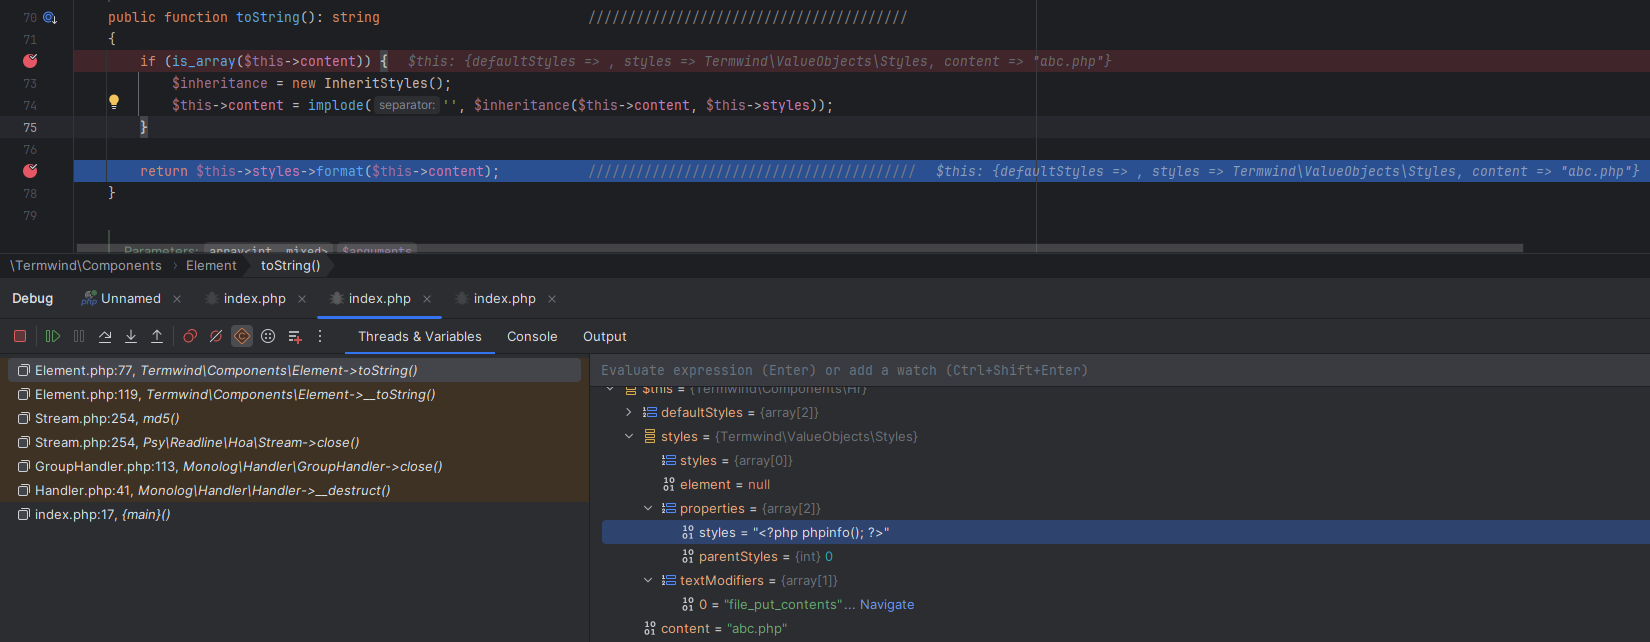 70 public function toString(): string ////////////////////////////////////////
71 {
if (is_array($this->content)) { $this: {defaultStyles => , styles => Termwind\ValueObjects\Styles, content => "abc.php"}
73 $inheritance = new InheritStyles();
74 $this->content = implode( separator: '', $inheritance($this->content, $this->styles));
75 }
76
return $this->styles->format($this->content); ///////////////////////////////////////// $this: {defaultStyles => , styles => Termwind\ValueObjects\Styles, content => "abc.php"}
78 }
79
Parameters: array<int, mixed> $arguments
\Termwind\Components › Element › toString()
Debug Unnamed × index.php × index.php × index.php ×
Threads & Variables Console Output
Element.php:77, Termwind\Components\Element->toString()
Element.php:119, Termwind\Components\Element->__toString()
Stream.php:254, md5()
Stream.php:254, Psy\Readline\Hoa\Stream->close()
GroupHandler.php:113, Monolog\Handler\GroupHandler->close()
Handler.php:41, Monolog\Handler\Handler->__destruct()
index.php:17, {main}()
Evaluate expression (Enter) or add a watch (Ctrl+Shift+Enter)
$this = {Termwind\Components\Hr}
defaultStyles = {array[2]}
styles = {Termwind\ValueObjects\Styles}
styles = {array[0]}
element = null
properties = {array[2]}
styles = "<?php phpinfo(); ?>"
parentStyles = {int} 0
textModifiers = {array[1]}
0 = "file_put_contents"... Navigate
content = "abc.php"